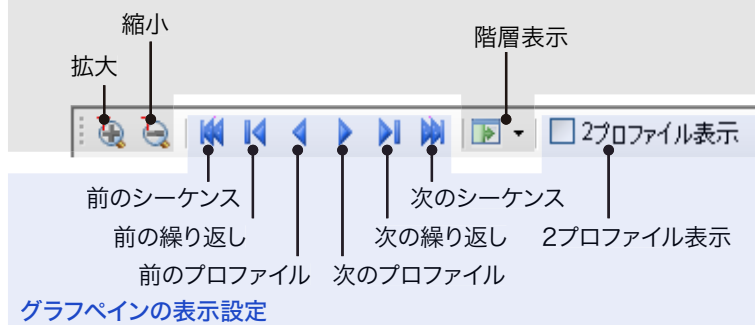 縮小
階層表示
拡大
2プロファイル表示
前のシーケンス
次のシーケンス
前の繰り返し
次の繰り返し
2プロファイル表示
前のプロファイル
次のプロファイル
グラフペインの表示設定